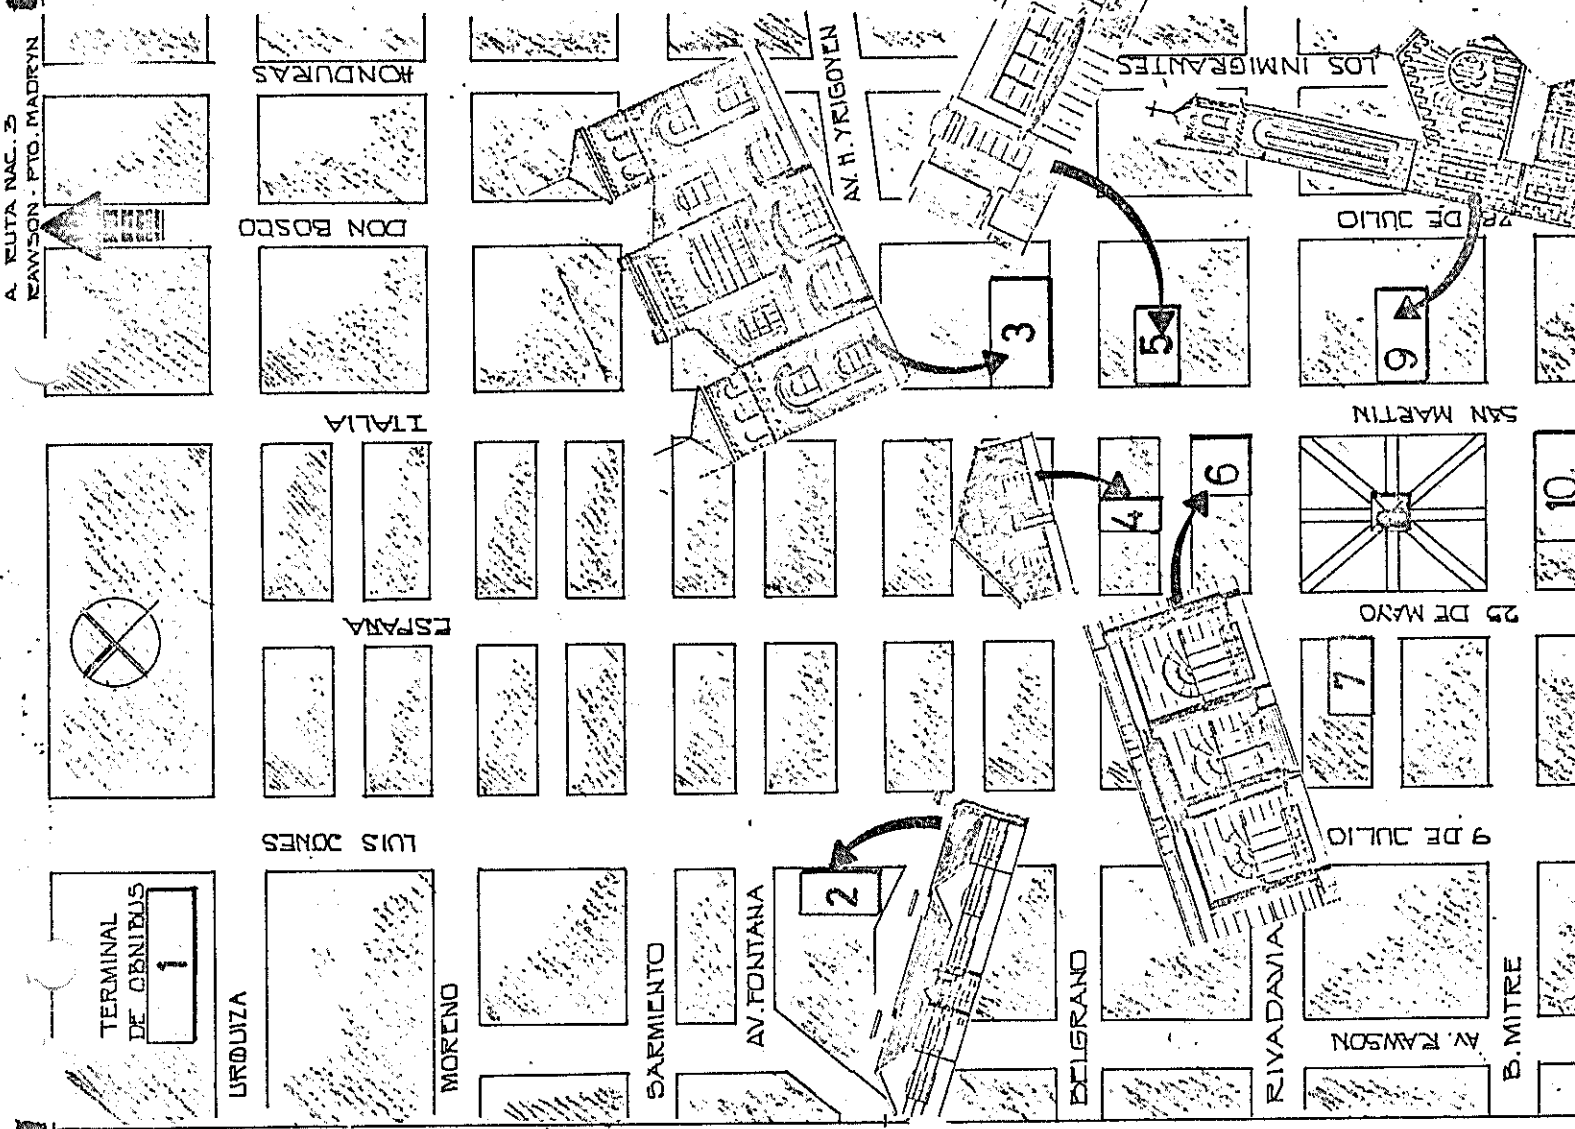 A RUTA NAC. 3
RAWSON - PTO. MADRYN
HONDURAS
AV. H. YRIGOYEN
LOS INMIGRANTES
DON BOSCO
28 DE JULIO
3
5
9
ITALIA
SAN MARTIN
4
6
10
ESPAÑA
25 DE MAYO
7
LUIS JONES
9 DE JULIO
TERMINAL
DE OBNIBUS
1
2
URQUIZA
MORENO
SARMIENTO
AV. FONTANA
BELGRANO
RIVADAVIA
AV. RAWSON
B. MITRE